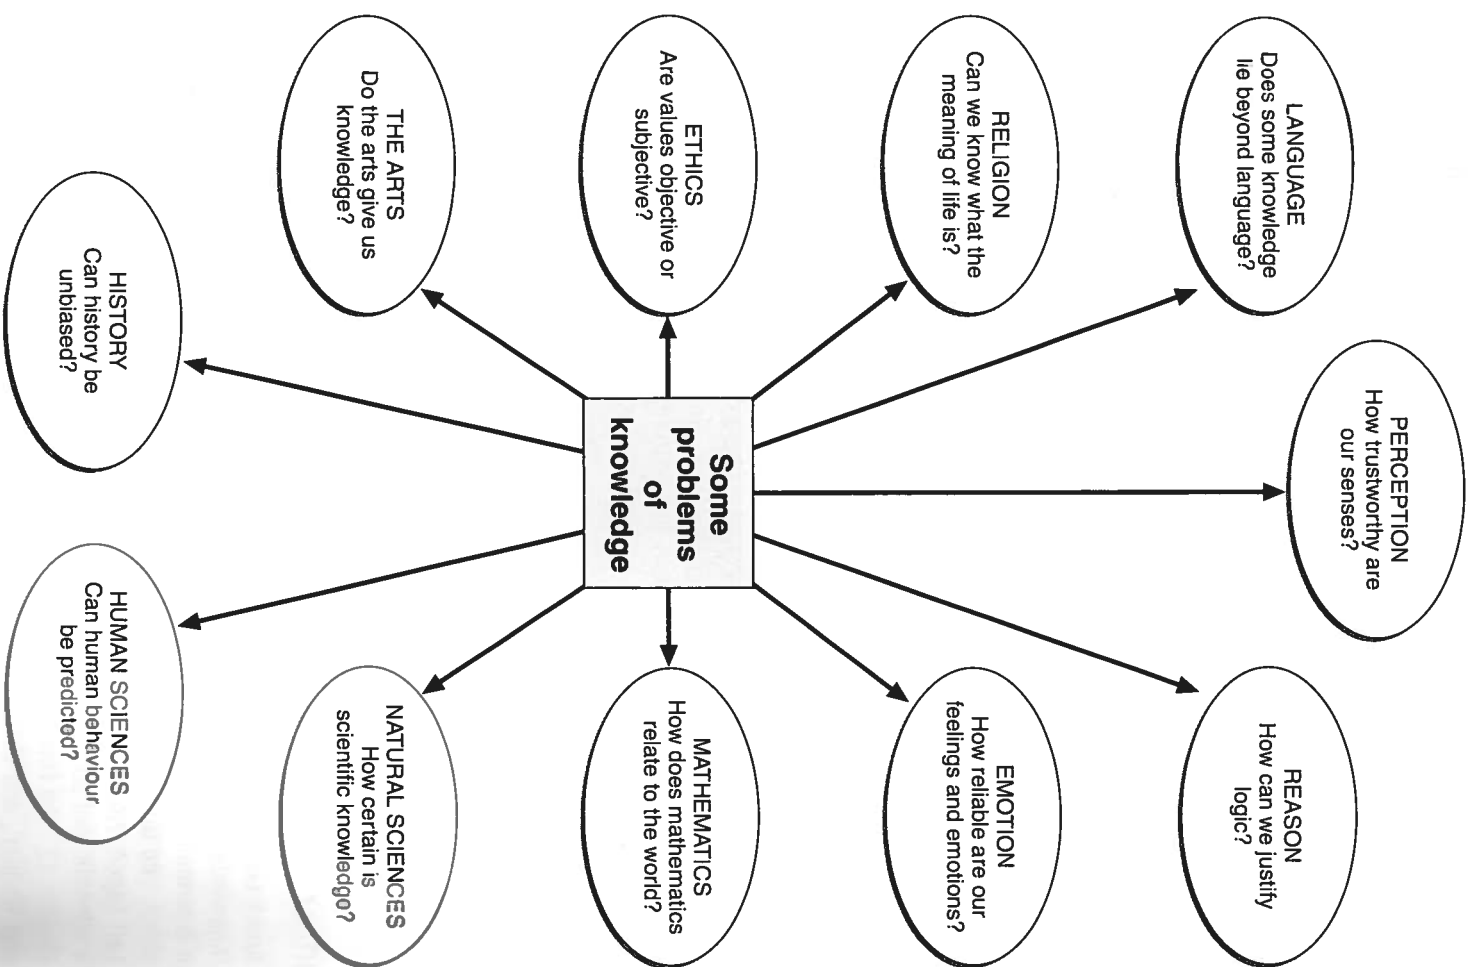 PERCEPTION
How trustworthy are
our senses?
LANGUAGE
Does some knowledge
lie beyond language?
REASON
How can we justify
logic?
RELIGION
Can we know what the
meaning of life is?
EMOTION
How reliable are our
feelings and emotions?
ETHICS
Are values objective or
subjective?
Some
problems
of
knowledge
MATHEMATICS
How does mathematics
relate to the world?
THE ARTS
Do the arts give us
knowledge?
NATURAL SCIENCES
How certain is
scientific knowledge?
HISTORY
Can history be
unbiased?
HUMAN SCIENCES
Can human behaviour
be predicted?